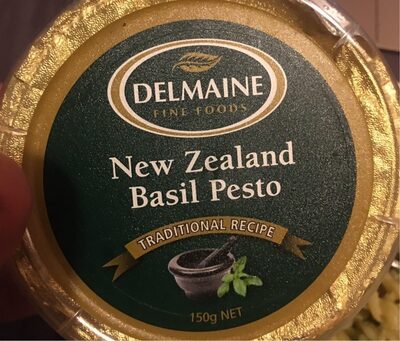 DELMAINE
FINE FOODS
New Zealand
Basil Pesto
TRADITIONAL RECIPE
150g NET